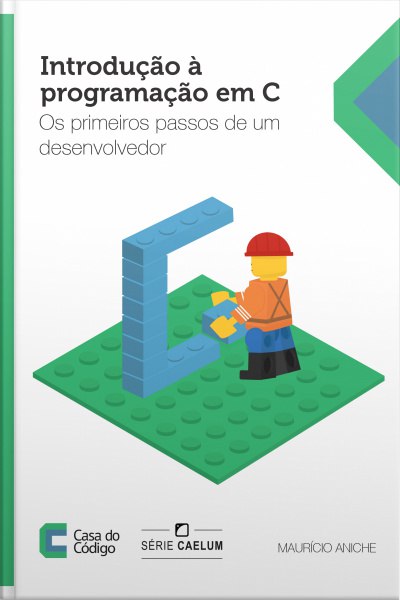 Introdução à
programação em C
Os primeiros passos de um
desenvolvedor
Casa do
Código
SÉRIE CAELUM
MAURÍCIO ANICHE